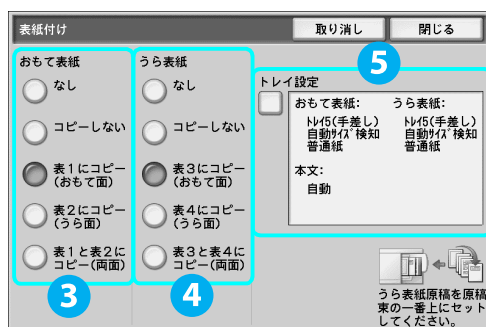 表紙付け
取り消し
閉じる
おもて表紙
なし
コピーしない
表1にコピー
(おもて面)
表2にコピー
(うら面)
表1と表2に
コピー(両面)
3
うら表紙
なし
コピーしない
表3にコピー
(おもて面)
表4にコピー
(うら面)
表3と表4に
コピー(両面)
4
5
トレイ設定
おもて表紙:
トレイ5(手差し)
自動サイズ検知
普通紙
うら表紙:
トレイ5(手差し)
自動サイズ検知
普通紙
本文:
自動
うら表紙原稿を原稿
束の一番上にセット
してください。